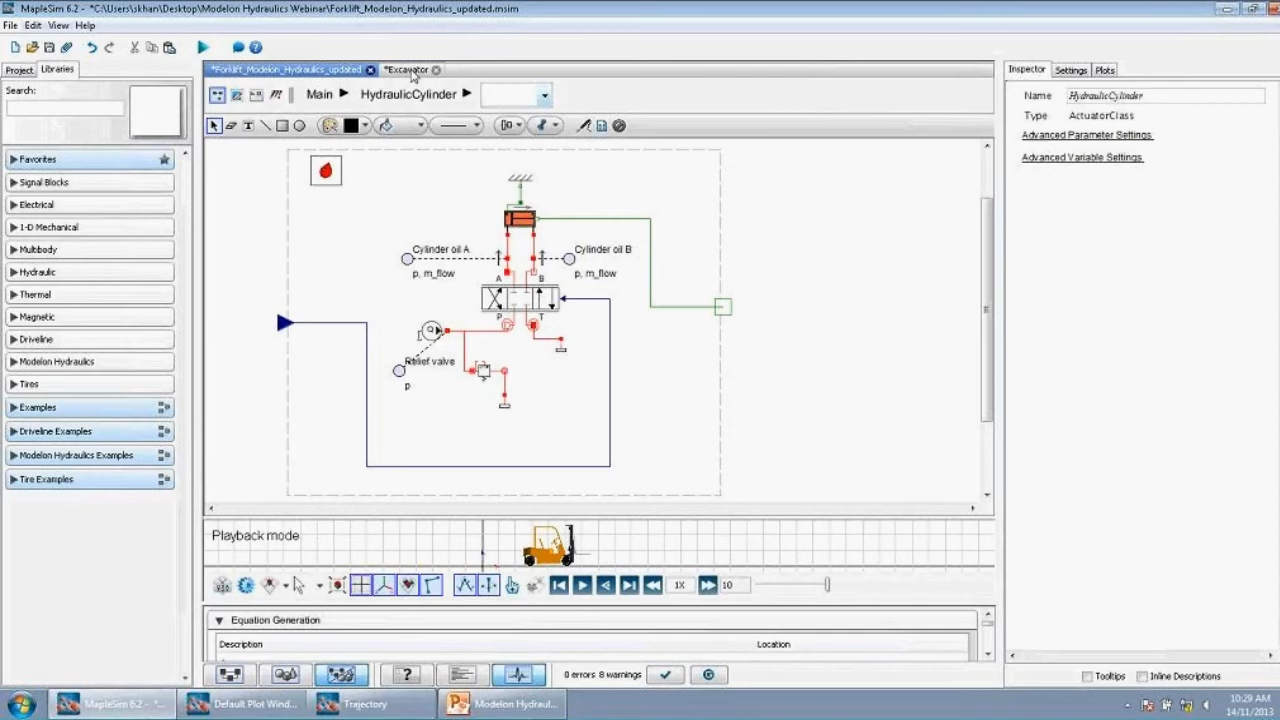 MapleSim 6.2 - *C:\Users\skhan\Desktop\Modelon Hydraulics Webinar\Forklift_Modelon_Hydraulics_updated.msim
File Edit View Help
Project Libraries
*Forklift_Modelon_Hydraulics_updated *Excavator
Inspector Settings Plots
Search:
Main HydraulicCylinder
Name HydraulicCylinder
Type ActuatorClass
Advanced Parameter Settings
Advanced Variable Settings
Favorites
Signal Blocks
Electrical
1-D Mechanical
Multibody
Hydraulic
Thermal
Magnetic
Driveline
Modelon Hydraulics
Tires
Examples
Driveline Examples
Modelon Hydraulics Examples
Tire Examples
Cylinder oil A Cylinder oil B
p, m_flow p, m_flow
A B
P T
Q
Relief valve
p
Playback mode
1X 10
Equation Generation
Description Location
0 errors 8 warnings
Tooltips Inline Descriptions
MapleSim 6.2 - *... Default Plot Wind... Trajectory Modelon Hydraul...
10:29 AM
14/11/2013